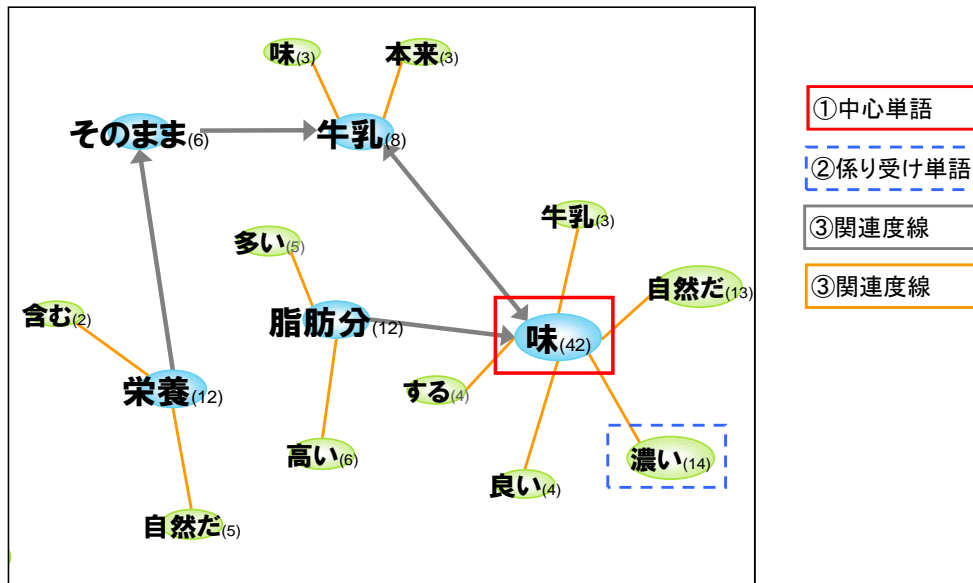 味(3)
本来(3)
そのまま(6)
牛乳(8)
牛乳(3)
多い(5)
自然だ(13)
含む(2)
脂肪分(12)
味(42)
栄養(12)
する(4)
高い(6)
濃い(14)
良い(4)
自然だ(5)
①中心単語
②係り受け単語
③関連度線
③関連度線